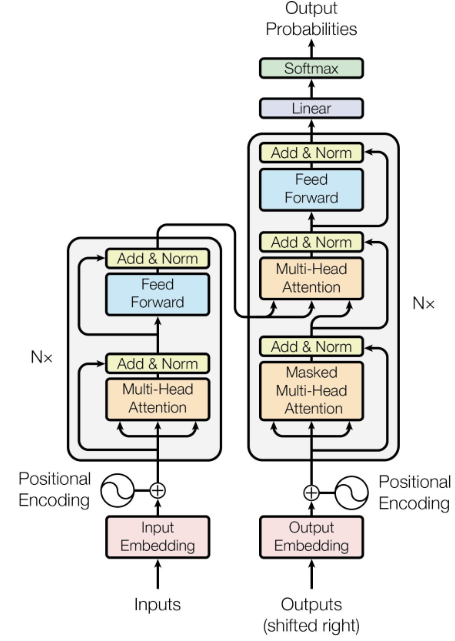 Output
Probabilities
Softmax
Linear
Add & Norm
Feed
Forward
Add & Norm
Multi-Head
Attention
Add & Norm
Masked
Multi-Head
Attention
N×
Add & Norm
Feed
Forward
Add & Norm
Multi-Head
Attention
N×
Positional
Encoding
Positional
Encoding
Input
Embedding
Output
Embedding
Inputs
Outputs
(shifted right)